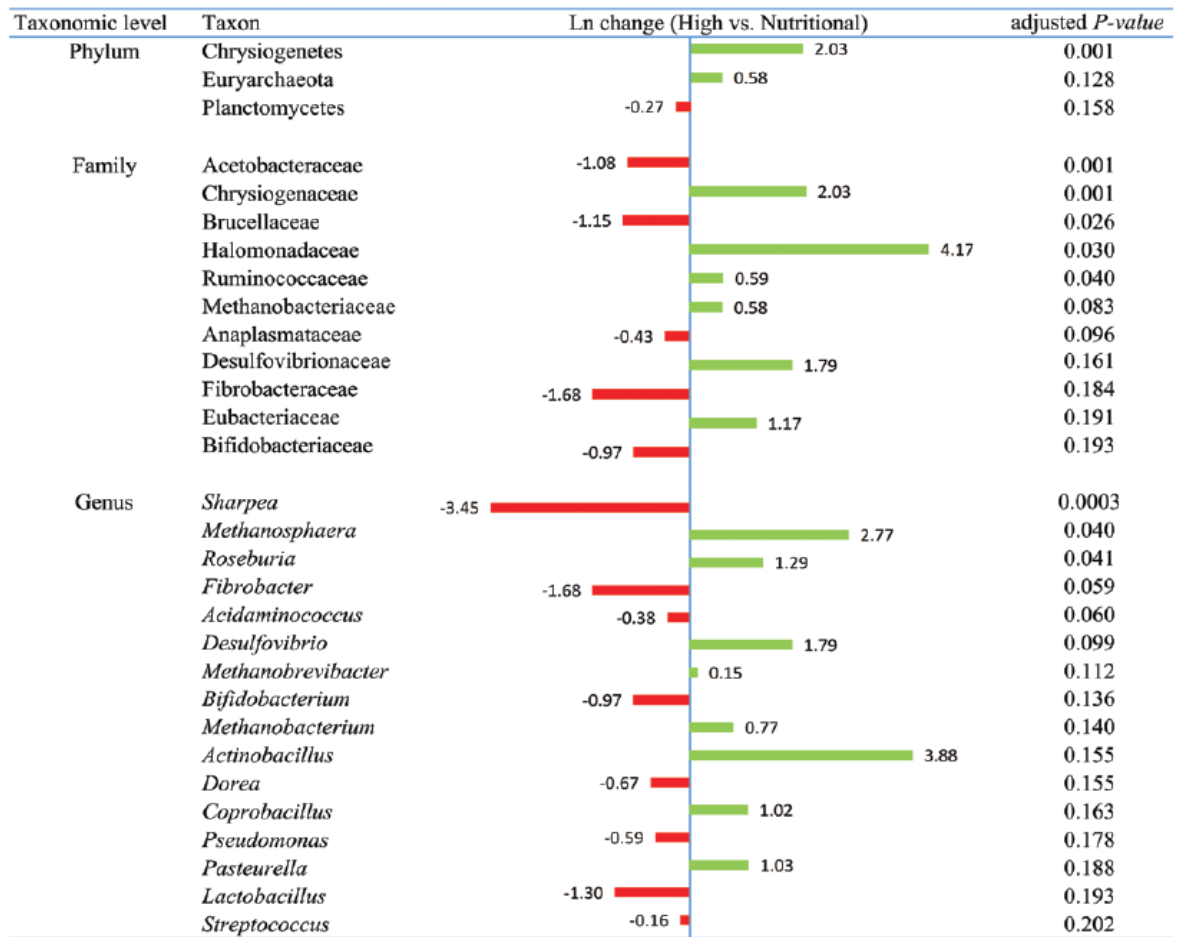 Taxonomic level Taxon Ln change (High vs. Nutritional) adjusted P-value
Phylum Chrysiogenetes 2.03 0.001
Euryarchaeota 0.58 0.128
Planctomycetes -0.27 0.158
Family Acetobacteraceae -1.08 0.001
Chrysiogenaceae 2.03 0.001
Brucellaceae -1.15 0.026
Halomonadaceae 4.17 0.030
Ruminococcaceae 0.59 0.040
Methanobacteriaceae 0.58 0.083
Anaplasmataceae -0.43 0.096
Desulfovibrionaceae 1.79 0.161
Fibrobacteraceae -1.68 0.184
Eubacteriaceae 1.17 0.191
Bifidobacteriaceae -0.97 0.193
Genus Sharpea -3.45 0.0003
Methanosphaera 2.77 0.040
Roseburia 1.29 0.041
Fibrobacter -1.68 0.059
Acidaminococcus -0.38 0.060
Desulfovibrio 1.79 0.099
Methanobrevibacter 0.15 0.112
Bifidobacterium -0.97 0.136
Methanobacterium 0.77 0.140
Actinobacillus 3.88 0.155
Dorea -0.67 0.155
Coprobacillus 1.02 0.163
Pseudomonas -0.59 0.178
Pasteurella 1.03 0.188
Lactobacillus -1.30 0.193
Streptococcus -0.16 0.202